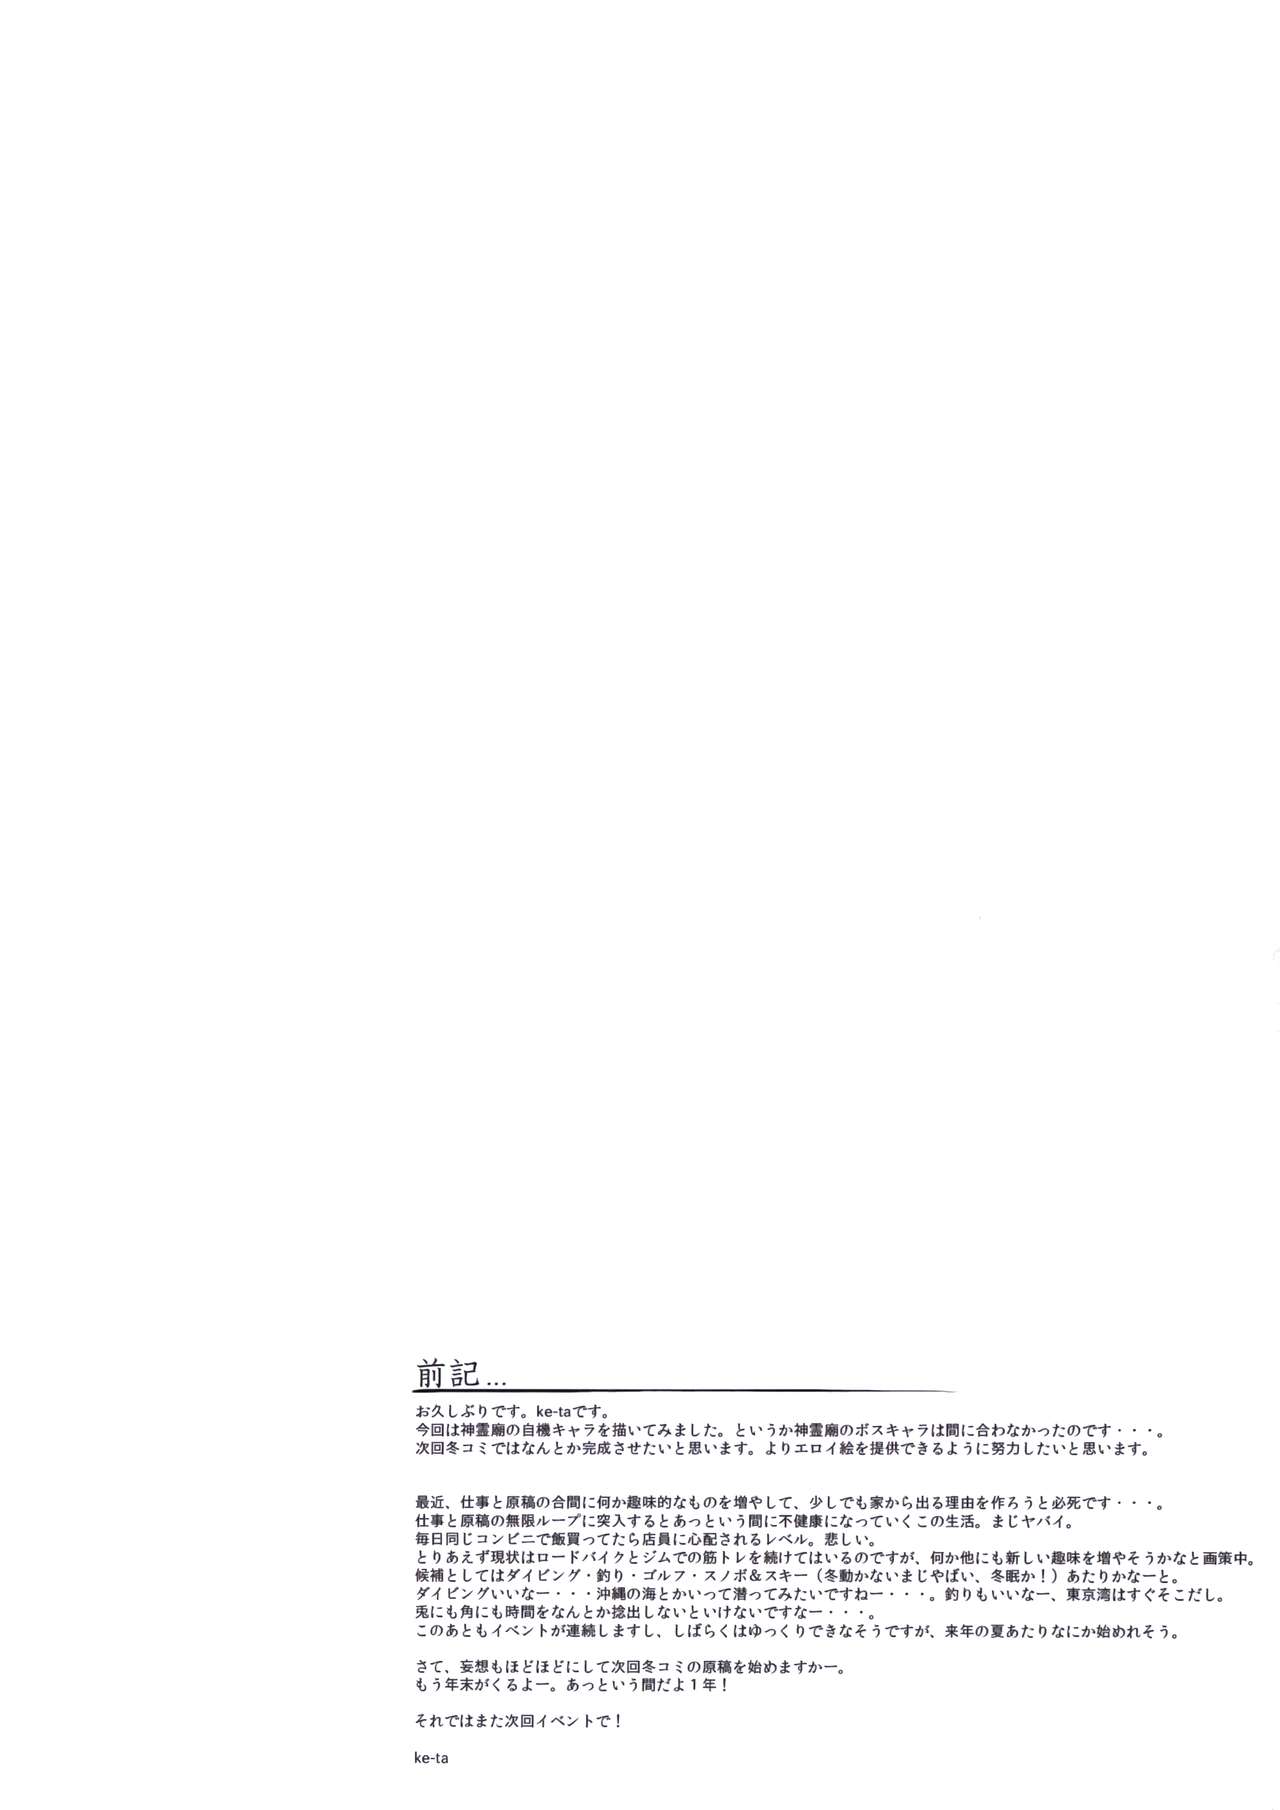 前記...
お久しぶりです。ke-taです。
今回は神霊廟の自機キャラを描いてみました。というか神霊廟のボスキャラは間に合わなかったのです・・・。
次回冬コミではなんとか完成させたいと思います。よりエロイ絵を提供できるように努力したいと思います。
最近、仕事と原稿の合間に何か趣味的なものを増やして、少しでも家から出る理由を作ろうと必死です・・・。
仕事と原稿の無限ループに突入するとあっという間に不健康になっていくこの生活。まじヤバイ。
毎日同じコンビニで飯買ってたら店員に心配されるレベル。悲しい。
とりあえず現状はロードバイクとジムでの筋トレを続けてはいるのですが、何か他にも新しい趣味を増やそうかなと画策中。
候補としてはダイビング・釣り・ゴルフ・スノボ＆スキー（冬動かないまじやばい、冬眠か！）あたりかなーと。
ダイビングいいなー・・・沖縄の海とかいって潜ってみたいですねー・・・。釣りもいいなー、東京湾はすぐそこだし。
兎にも角にも時間をなんとか捻出しないといけないですなー・・・。
このあともイベントが連続しますし、しばらくはゆっくりできなそうですが、来年の夏あたりなにか始めれそう。
さて、妄想もほどほどにして次回冬コミの原稿を始めますかー。
もう年末がくるよー。あっという間だよ１年！
それではまた次回イベントで！
ke-ta